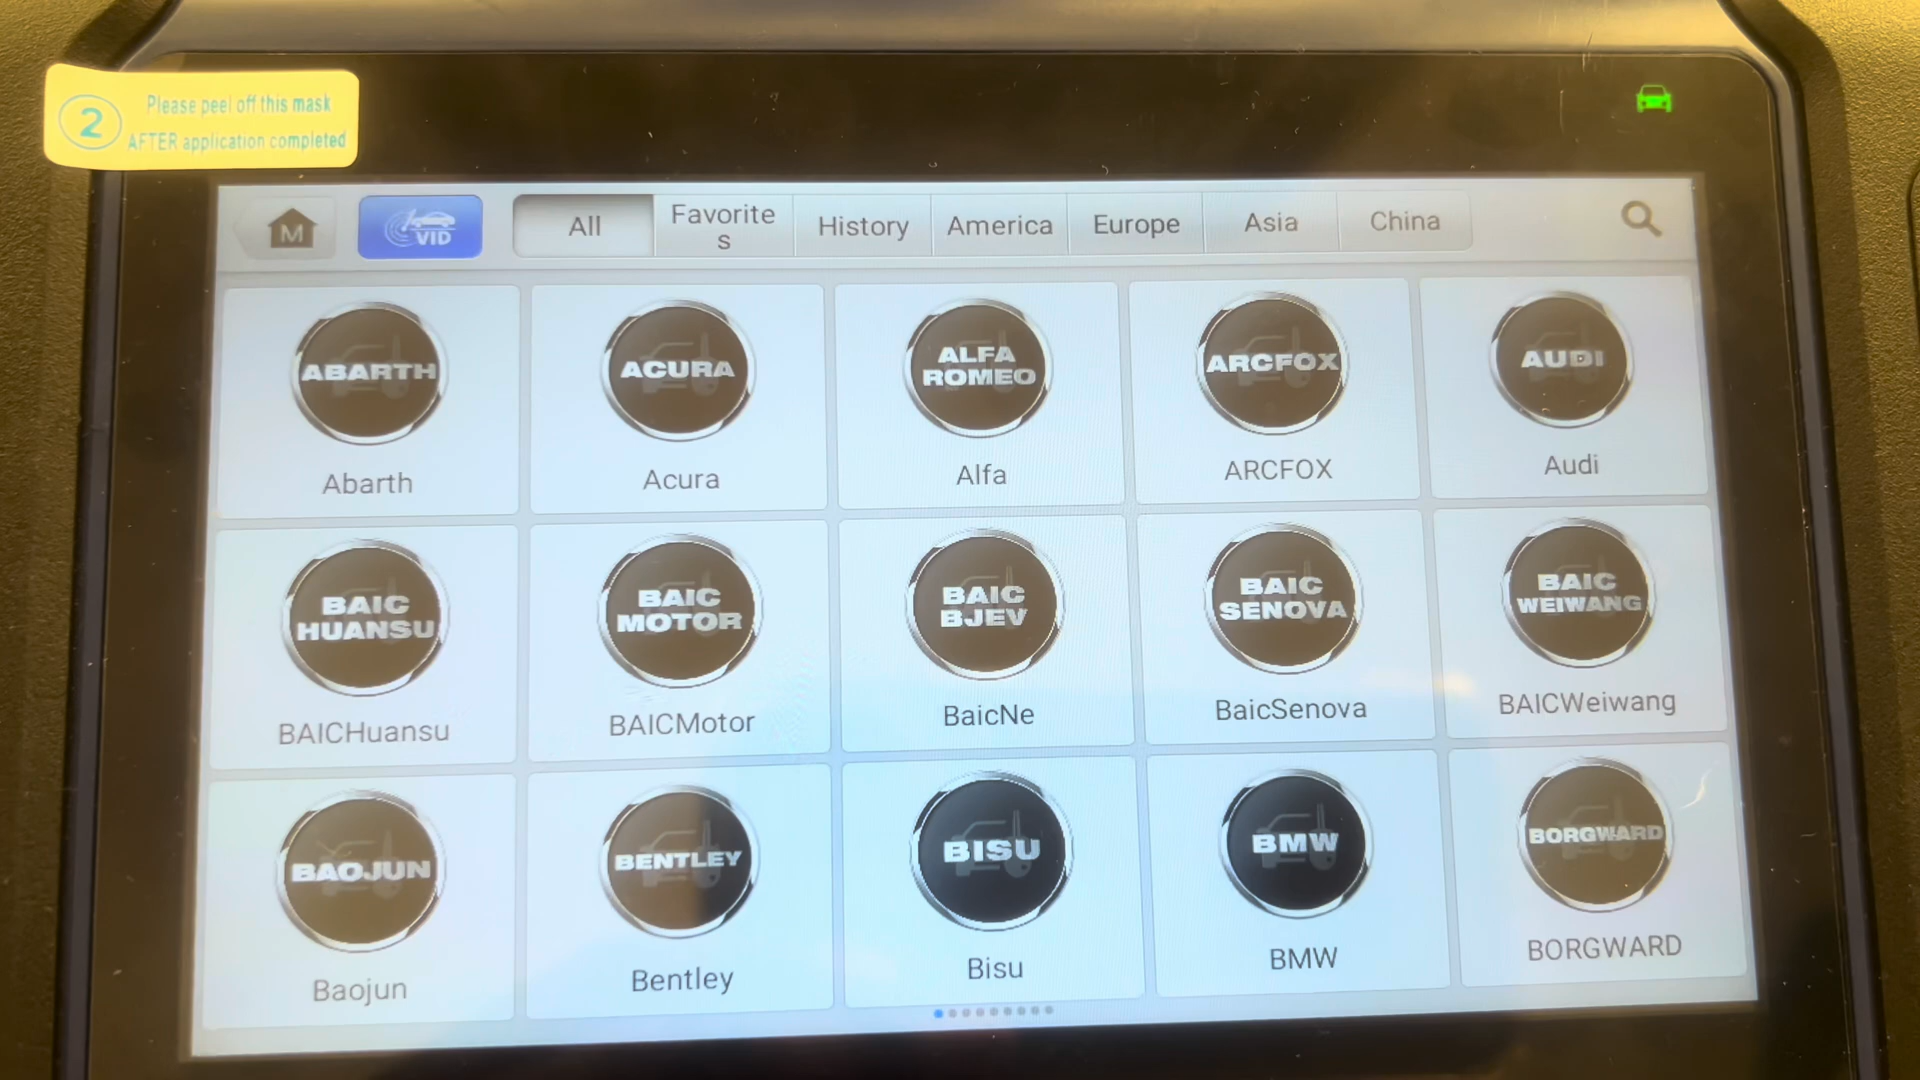 2
Please peel off this mask
AFTER application completed
M
VID
All
Favorite
s
History
America
Europe
Asia
China
ABARTH
ACURA
ALFA
ROMEO
ARCFOX
AUDI
Abarth
Acura
Alfa
ARCFOX
Audi
BAIC
HUANSU
BAIC
MOTOR
BAIC
BJEV
BAIC
SENOVA
BAIC
WEIWANG
BAICHuansu
BAICMotor
BaicNe
BaicSenova
BAICWeiwang
BAOJUN
BENTLEY
BISU
BMW
BORGWARD
Baojun
Bentley
Bisu
BMW
BORGWARD